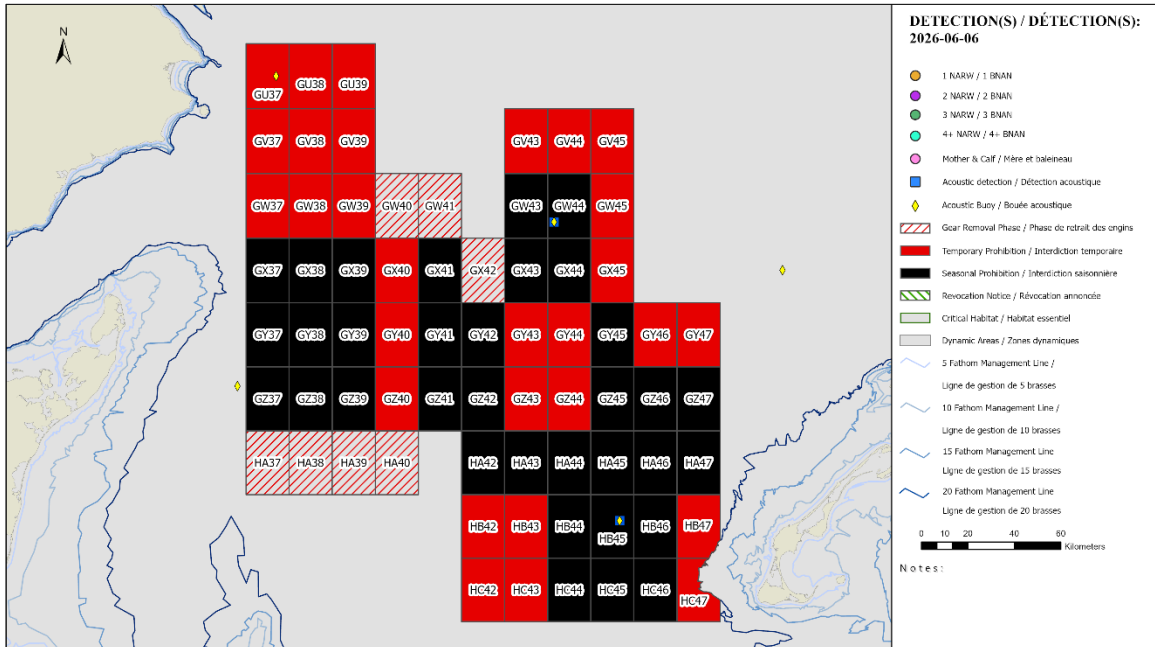 N
DETECTION(S) / DÉTECTION(S):
2026-06-06
1 NARW / 1 BNAN
2 NARW / 2 BNAN
3 NARW / 3 BNAN
4+ NARW / 4+ BNAN
Mother & Calf / Mère et baleineau
Acoustic detection / Détection acoustique
Acoustic Buoy / Bouée acoustique
Gear Removal Phase / Phase de retrait des engins
Temporary Prohibition / Interdiction temporaire
Seasonal Prohibition / Interdiction saisonnière
Revocation Notice / Révocation annoncée
Critical Habitat / Habitat essentiel
Dynamic Areas / Zones dynamiques
5 Fathom Management Line /
Ligne de gestion de 5 brasses
10 Fathom Management Line /
Ligne de gestion de 10 brasses
15 Fathom Management Line
Ligne de gestion de 15 brasses
20 Fathom Management Line
Ligne de gestion de 20 brasses
0 10 20 40 60
Kilometers
Notes:
GU37 GU38 GU39
GV37 GV38 GV39 GV43 GV44 GV45
GW37 GW38 GW39 GW40 GW41 GW43 GW44 GW45
GX37 GX38 GX39 GX40 GX41 GX42 GX43 GX44 GX45
GY37 GY38 GY39 GY40 GY41 GY42 GY43 GY44 GY45 GY46 GY47
GZ37 GZ38 GZ39 GZ40 GZ41 GZ42 GZ43 GZ44 GZ45 GZ46 GZ47
HA37 HA38 HA39 HA40 HA42 HA43 HA44 HA45 HA46 HA47
HB42 HB43 HB44 HB45 HB46 HB47
HC42 HC43 HC44 HC45 HC46 HC47